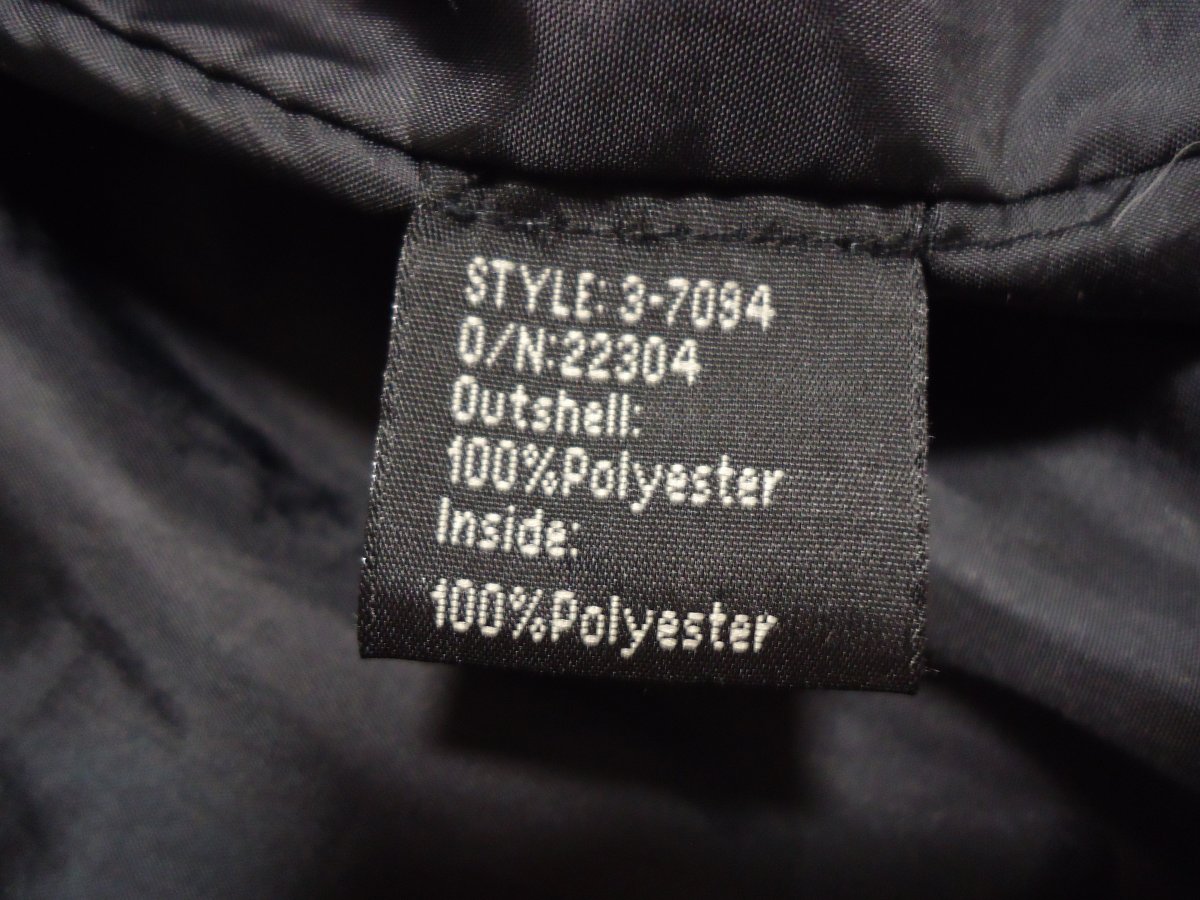 STYLE: 3-7094
O/N:22304
Outshell:
100%Polyester
Inside:
100%Polyester